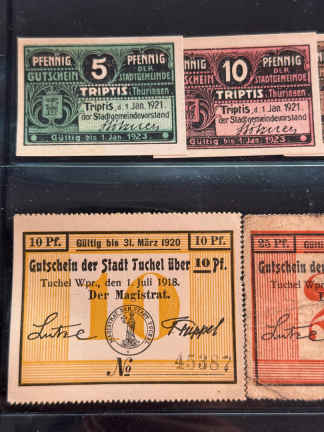 PFENNIG 5 PFENNIG
GUTSCHEIN DER STADTGEMEINDE
TRIPTIS i. Thüringen
Triptis, d. 1. Jan. 1921.
der Stadtgemeindevorstand
Gültig bis 1. Jan. 1923.
PFENNIG 10 PFENNIG
GUTSCHEIN DER STADTGEMEINDE
TRIPTIS i. Thüringen
Triptis, d. 1. Jan. 1921.
der Stadtgemeindevorstand
Gültig bis 1. Jan. 1923.
10 Pf. Gültig bis 31. März 1920 10 Pf.
Gutschein der Stadt Tuchel über 10 Pf.
Tuchel Wpr., den 1. Juli 1918.
Der Magistrat.
10
No 45387
25 Pf.
Gutschein
Tuchel